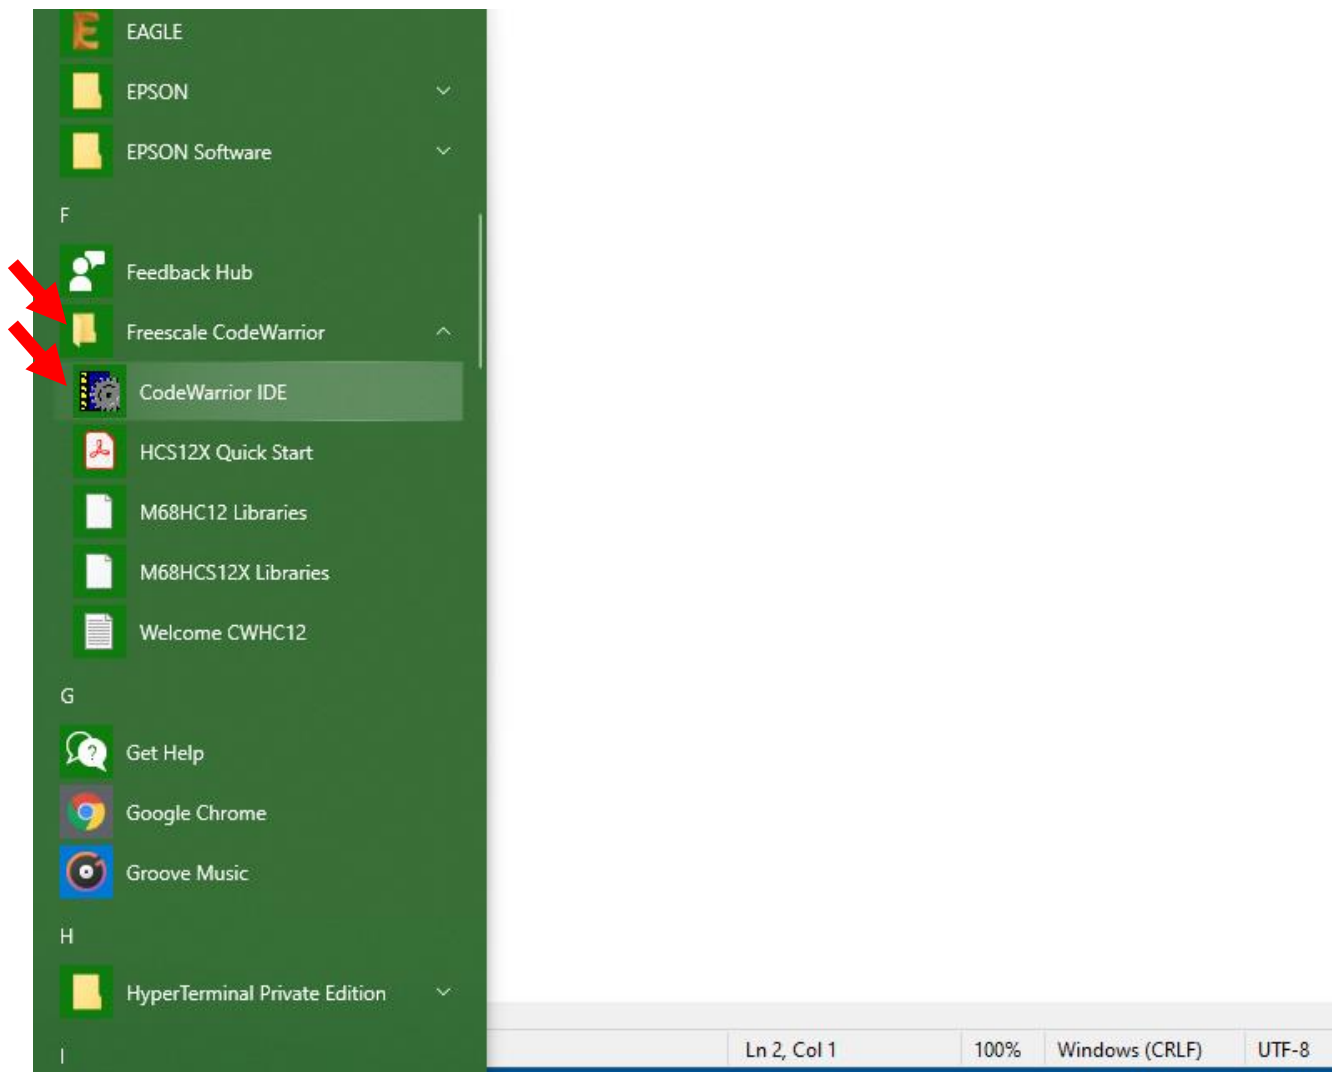 EAGLE
EPSON
EPSON Software
F
Feedback Hub
Freescale CodeWarrior
CodeWarrior IDE
HCS12X Quick Start
M68HC12 Libraries
M68HCS12X Libraries
Welcome CWHC12
G
Get Help
Google Chrome
Groove Music
H
HyperTerminal Private Edition
I
Ln 2, Col 1 100% Windows (CRLF) UTF-8